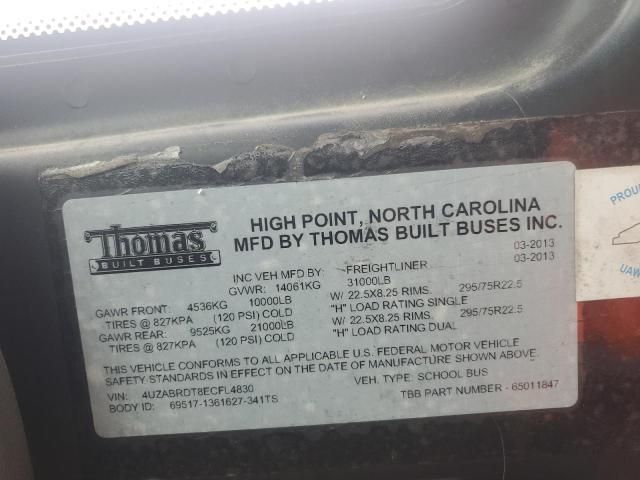 Thomas
BUILT BUSES
HIGH POINT, NORTH CAROLINA
MFD BY THOMAS BUILT BUSES INC.
03-2013
INC VEH MFD BY: FREIGHTLINER 03-2013
GVWR: 14061KG 31000LB
GAWR FRONT: 4536KG 10000LB W/ 22.5X8.25 RIMS. 295/75R22.5
TIRES @ 827KPA (120 PSI) COLD "H" LOAD RATING SINGLE
GAWR REAR: 9525KG 21000LB W/ 22.5X8.25 RIMS. 295/75R22.5
TIRES @ 827KPA (120 PSI) COLD "H" LOAD RATING DUAL
THIS VEHICLE CONFORMS TO ALL APPLICABLE U.S. FEDERAL MOTOR VEHICLE
SAFETY STANDARDS IN EFFECT ON THE DATE OF MANUFACTURE SHOWN ABOVE.
VIN: 4UZABRDT8ECFL4830 VEH. TYPE: SCHOOL BUS
BODY ID: 69517-1361627-341TS TBB PART NUMBER - 65011847
UAW